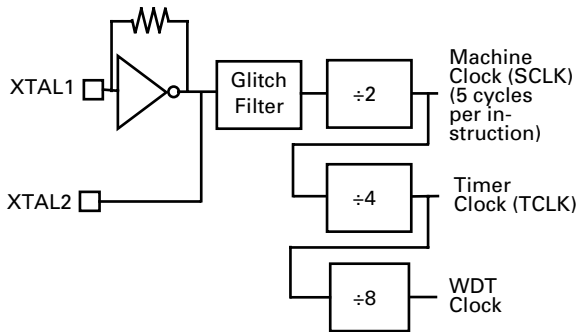 XTAL1
XTAL2
Glitch
Filter
÷2
Machine
Clock (SCLK)
(5 cycles
per in-
struction)
÷4
Timer
Clock (TCLK)
÷8
WDT
Clock